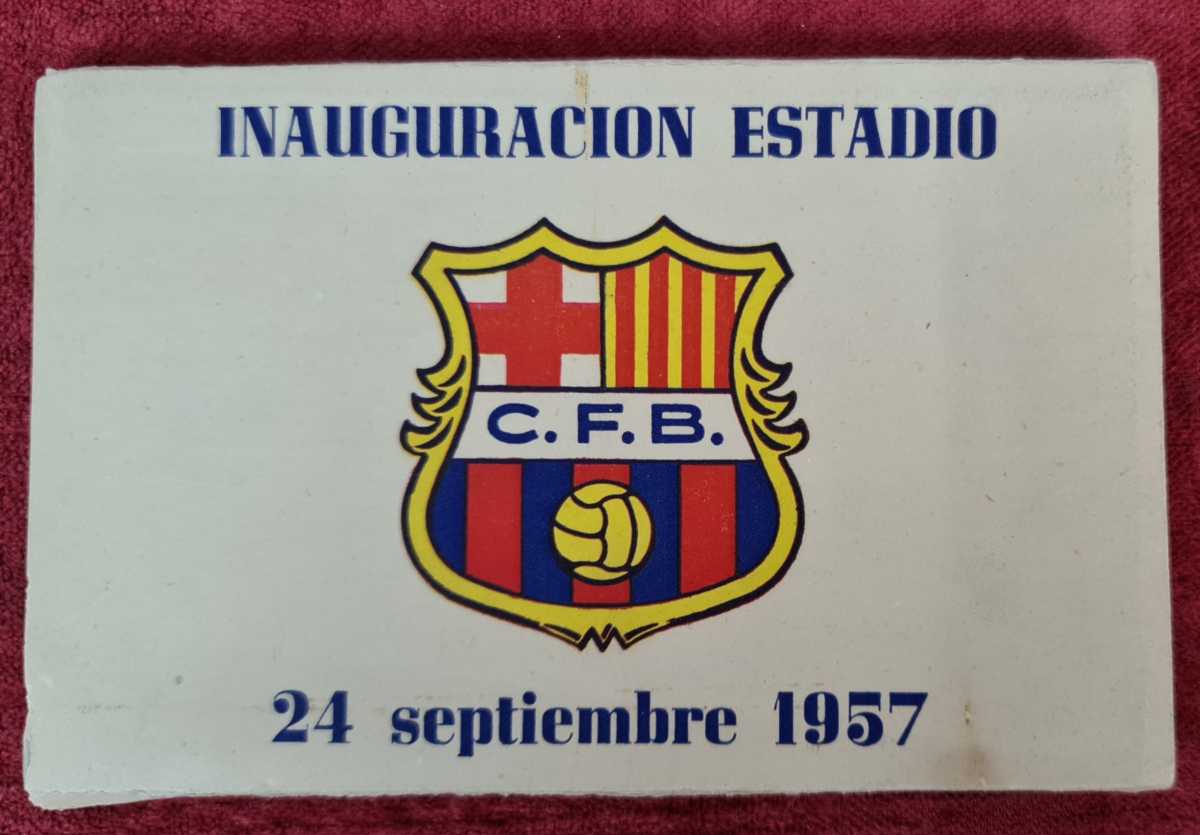 INAUGURACION ESTADIO
C.F.B.
24 septiembre 1957